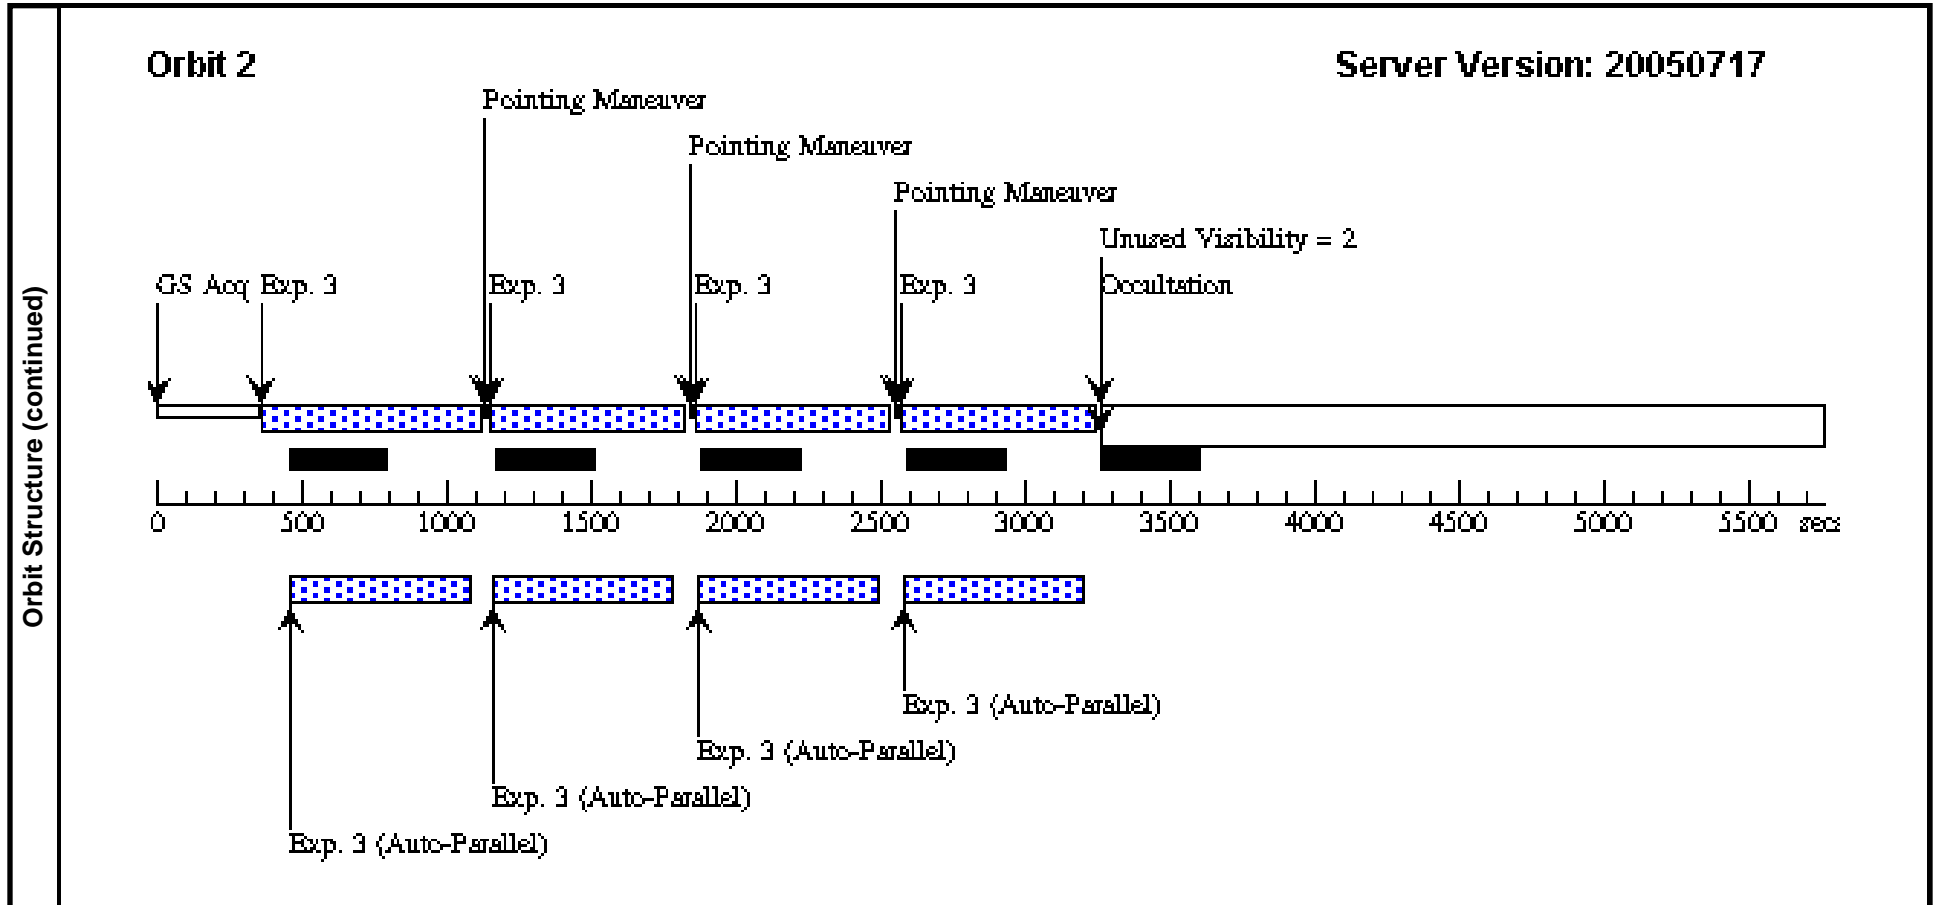 Orbit Structure (continued)
Orbit 2
Server Version: 20050717
Pointing Maneuver
Pointing Maneuver
Pointing Maneuver
Unused Visibility = 2
GS Acq
Exp. 3
Exp. 3
Exp. 3
Exp. 3
Occultation
0 500 1000 1500 2000 2500 3000 3500 4000 4500 5000 5500 secs
Exp. 3 (Auto-Parallel)
Exp. 3 (Auto-Parallel)
Exp. 3 (Auto-Parallel)
Exp. 3 (Auto-Parallel)